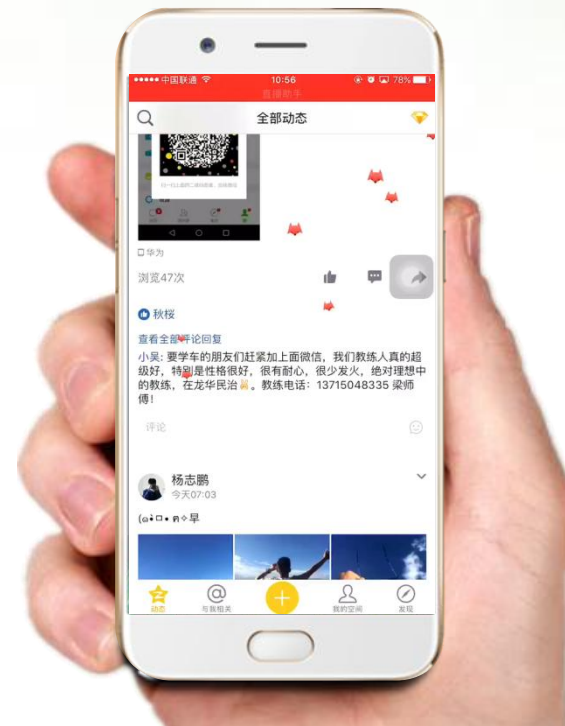 中国联通
10:56
78%
直播助手
全部动态
华为
浏览47次
秋桜
查看全部评论回复
小吴: 要学车的朋友们赶紧加上面微信，我们教练人真的超
级好，特别是性格很好，很有耐心，很少发火，绝对理想中
的教练，在龙华民治✌。教练电话：13715048335 梁师
傅！
评论
杨志鹏
今天07:03
早
动态
与我相关
我的空间
发现